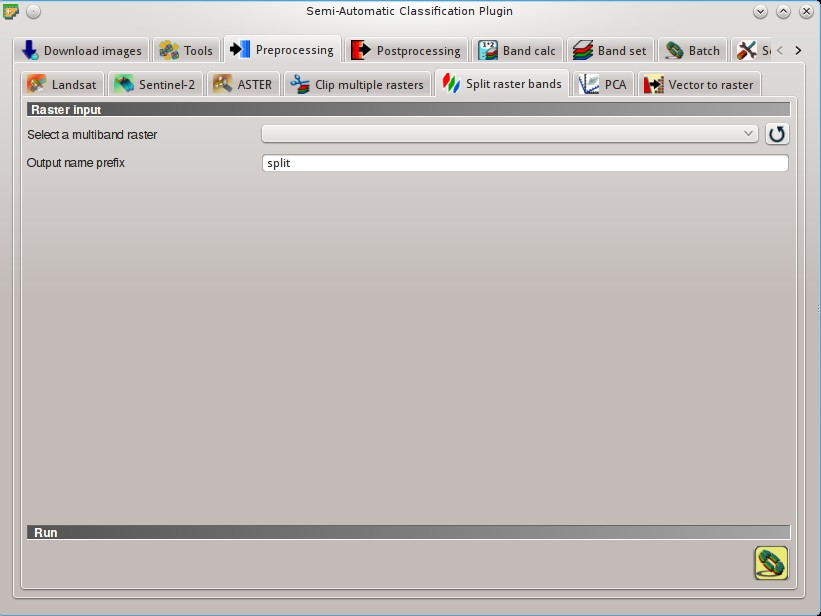 Semi-Automatic Classification Plugin
Download images Tools Preprocessing Postprocessing Band calc Band set Batch
Landsat Sentinel-2 ASTER Clip multiple rasters Split raster bands PCA Vector to raster
Raster input
Select a multiband raster
Output name prefix split
Run